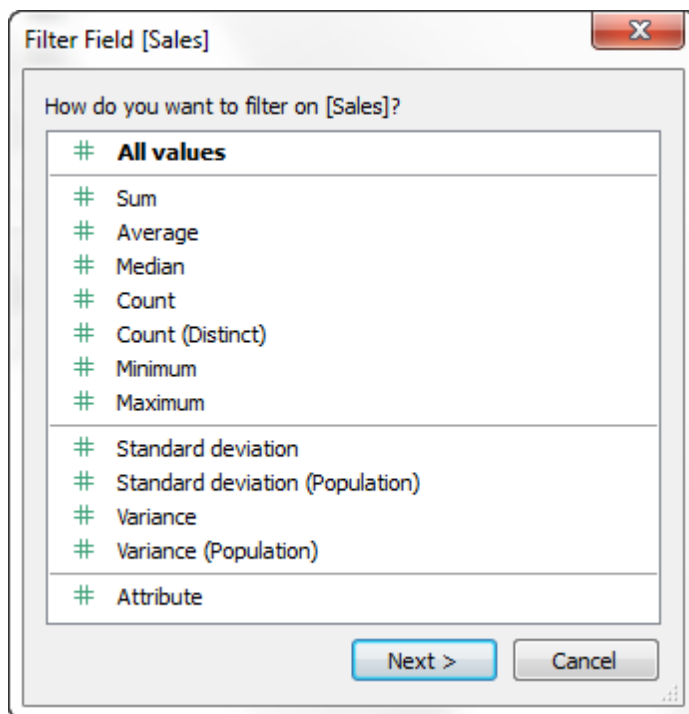 Filter Field [Sales]
How do you want to filter on [Sales]?
# All values
# Sum
# Average
# Median
# Count
# Count (Distinct)
# Minimum
# Maximum
# Standard deviation
# Standard deviation (Population)
# Variance
# Variance (Population)
# Attribute
Next > Cancel